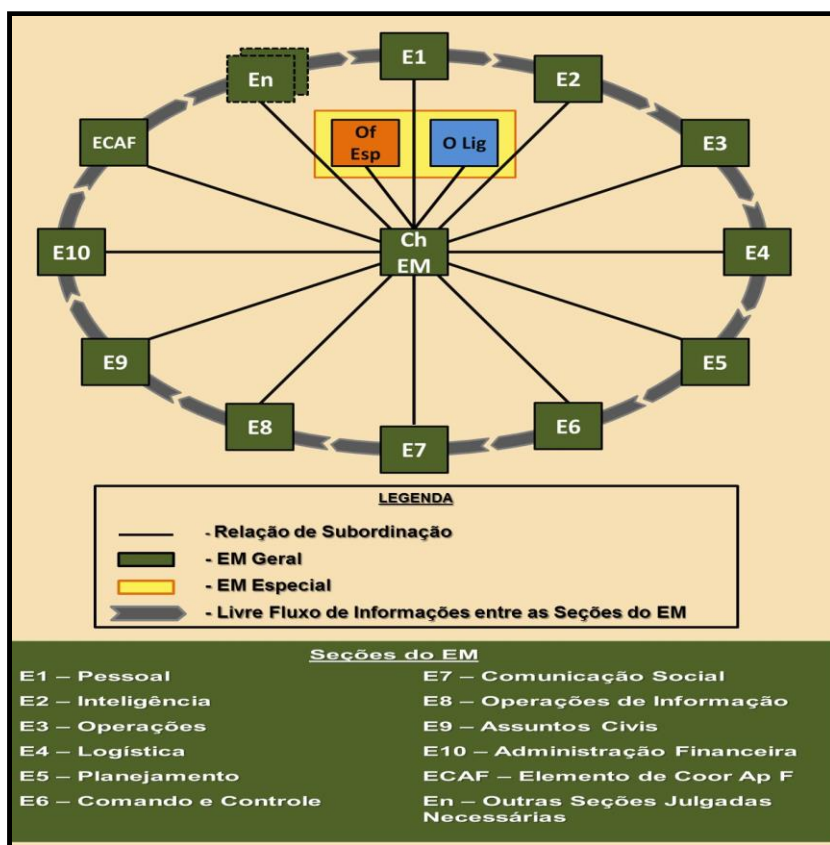 En
E1
E2
ECAF
Of
Esp
O Lig
E3
E10
Ch
EM
E4
E9
E5
E8
E7
E6
LEGENDA
- Relação de Subordinação
- EM Geral
- EM Especial
- Livre Fluxo de Informações entre as Seções do EM
Seções do EM
E1 – Pessoal
E2 – Inteligência
E3 – Operações
E4 – Logística
E5 – Planejamento
E6 – Comando e Controle
E7 – Comunicação Social
E8 – Operações de Informação
E9 – Assuntos Civis
E10 – Administração Financeira
ECAF – Elemento de Coor Ap F
En – Outras Seções Julgadas
Necessárias